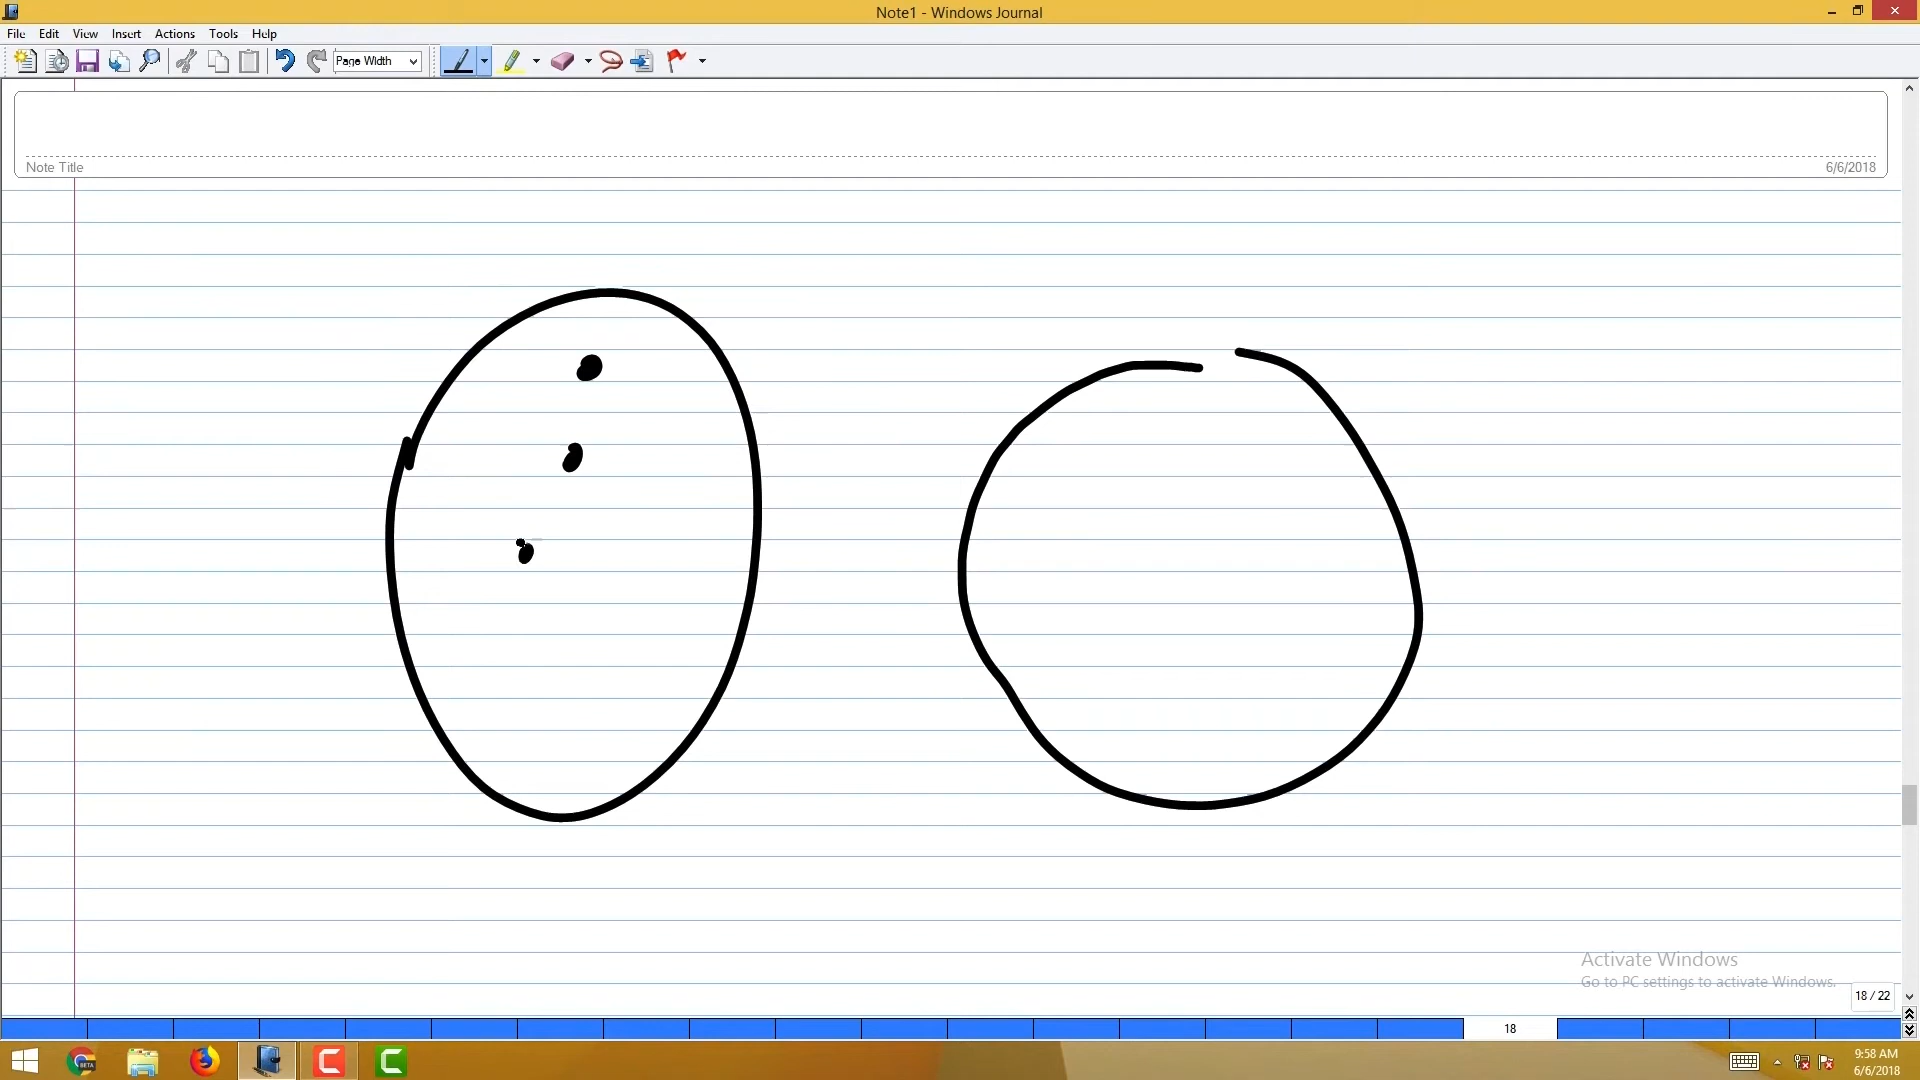 Note1 - Windows Journal
File Edit View Insert Actions Tools Help
Page Width
Note Title
6/6/2018
Activate Windows
Go to PC settings to activate Windows.
18 / 22
18
BETA
9:58 AM
6/6/2018